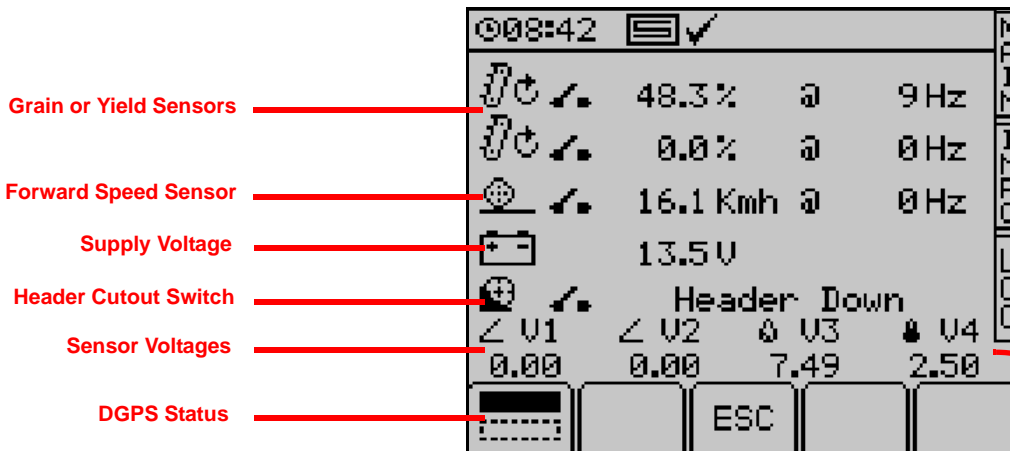 08:42
Grain or Yield Sensors
48.3% @ 9Hz
0.0% @ 0Hz
Forward Speed Sensor
16.1 Kmh @ 0Hz
Supply Voltage
13.5V
Header Cutout Switch
Header Down
Sensor Voltages
V1 V2 V3 V4
0.00 0.00 7.49 2.50
DGPS Status
ESC